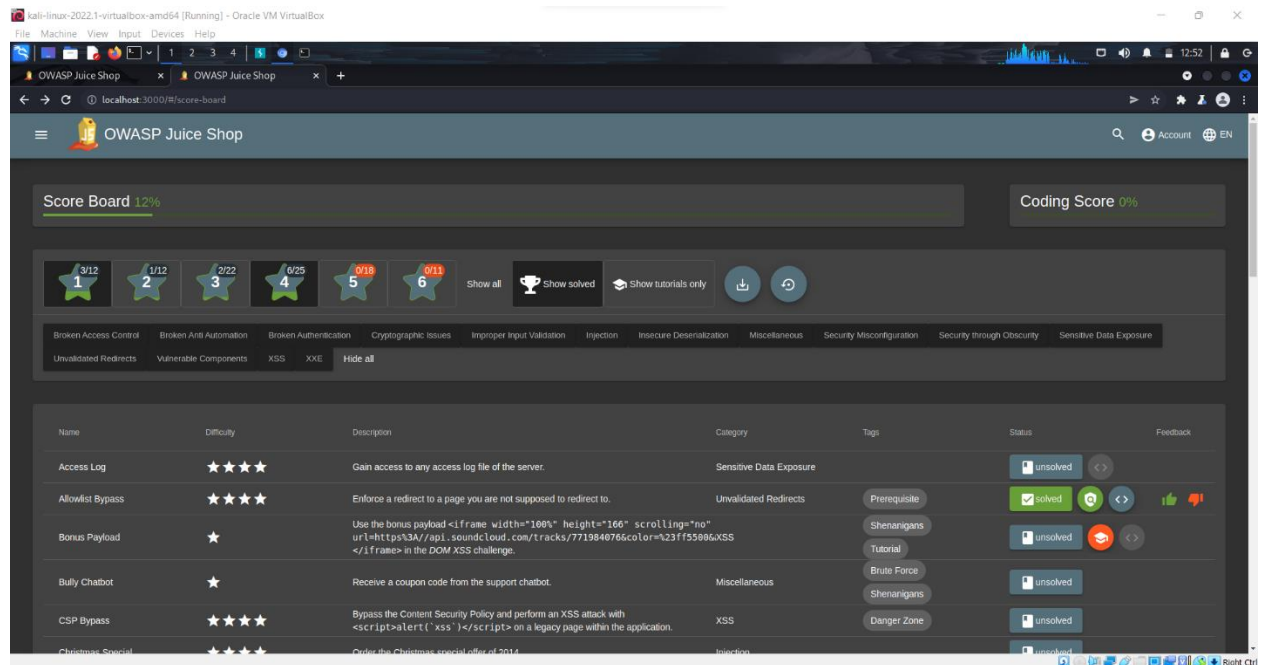 kali-linux-2022.1-virtualbox-amd64 [Running] - Oracle VM VirtualBox
File Machine View Input Devices Help
1 2 3 4 12:52
OWASP Juice Shop x OWASP Juice Shop x +
localhost:3000/#/score-board
OWASP Juice Shop Account EN
Score Board 12% Coding Score 0%
3/12 1/12 2/22 6/25 0/18 0/11
1 2 3 4 5 6 Show all Show solved Show tutorials only
Broken Access Control Broken Anti Automation Broken Authentication Cryptographic Issues Improper Input Validation Injection Insecure Deserialization Miscellaneous Security Misconfiguration Security through Obscurity Sensitive Data Exposure
Unvalidated Redirects Vulnerable Components XSS XXE Hide all
Name Difficulty Description Category Tags Status Feedback
Access Log Gain access to any access log file of the server. Sensitive Data Exposure unsolved <>
Allowlist Bypass Enforce a redirect to a page you are not supposed to redirect to. Unvalidated Redirects Prerequisite solved <>
Use the bonus payload <iframe width="100%" height="166" scrolling="no" Shenanigans
Bonus Payload url=https%3A//api.soundcloud.com/tracks/771984076&color=%23ff5500&XSS unsolved <>
</iframe> in the DOM XSS challenge. Tutorial
Brute Force
Bully Chatbot Receive a coupon code from the support chatbot. Miscellaneous unsolved
Shenanigans
Bypass the Content Security Policy and perform an XSS attack with
CSP Bypass <script>alert(`xss`)</script> on a legacy page within the application. XSS Danger Zone unsolved
Christmas Special Order the Christmas special offer of 2014. Injection unsolved
Right Ctrl